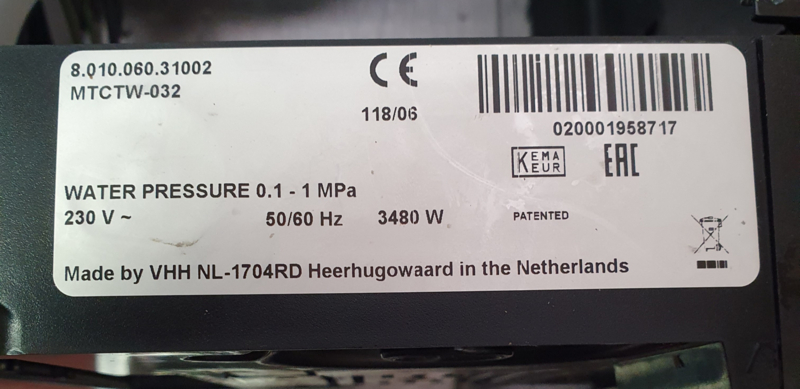 8.010.060.31002
MTCTW-032
CE
118/06
020001958717
KEMA
KEUR
EAC
WATER PRESSURE 0.1 - 1 MPa
230 V ~ 50/60 Hz 3480 W
PATENTED
Made by VHH NL-1704RD Heerhugowaard in the Netherlands